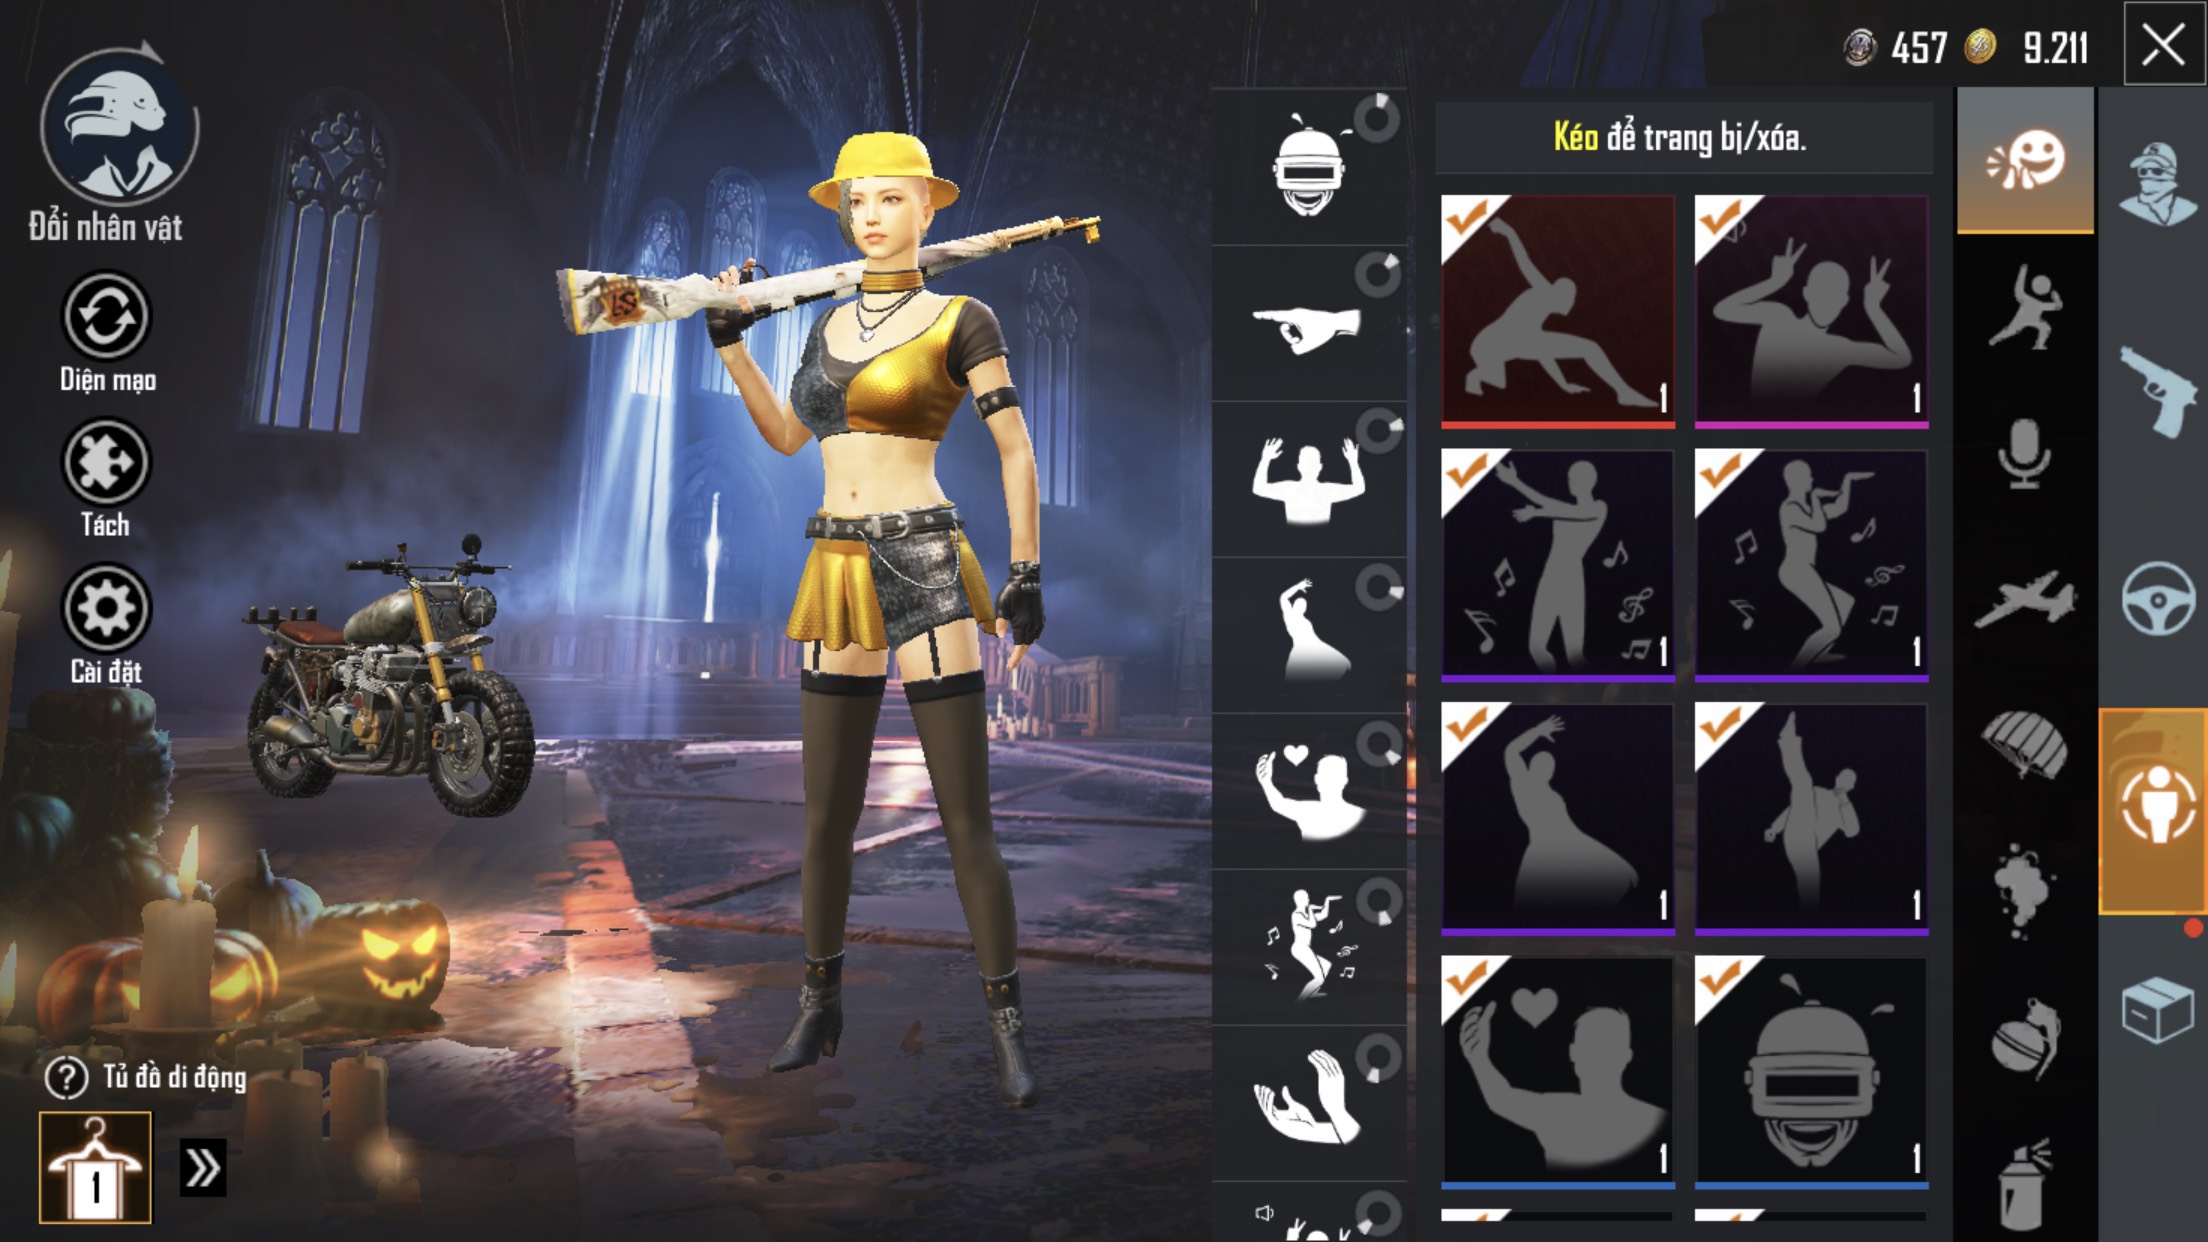 457
9.211
Đổi nhân vật
Kéo để trang bị/xóa.
Diện mạo
Tách
Cài đặt
1
1
1
1
1
1
1
1
Tủ đồ di động
1